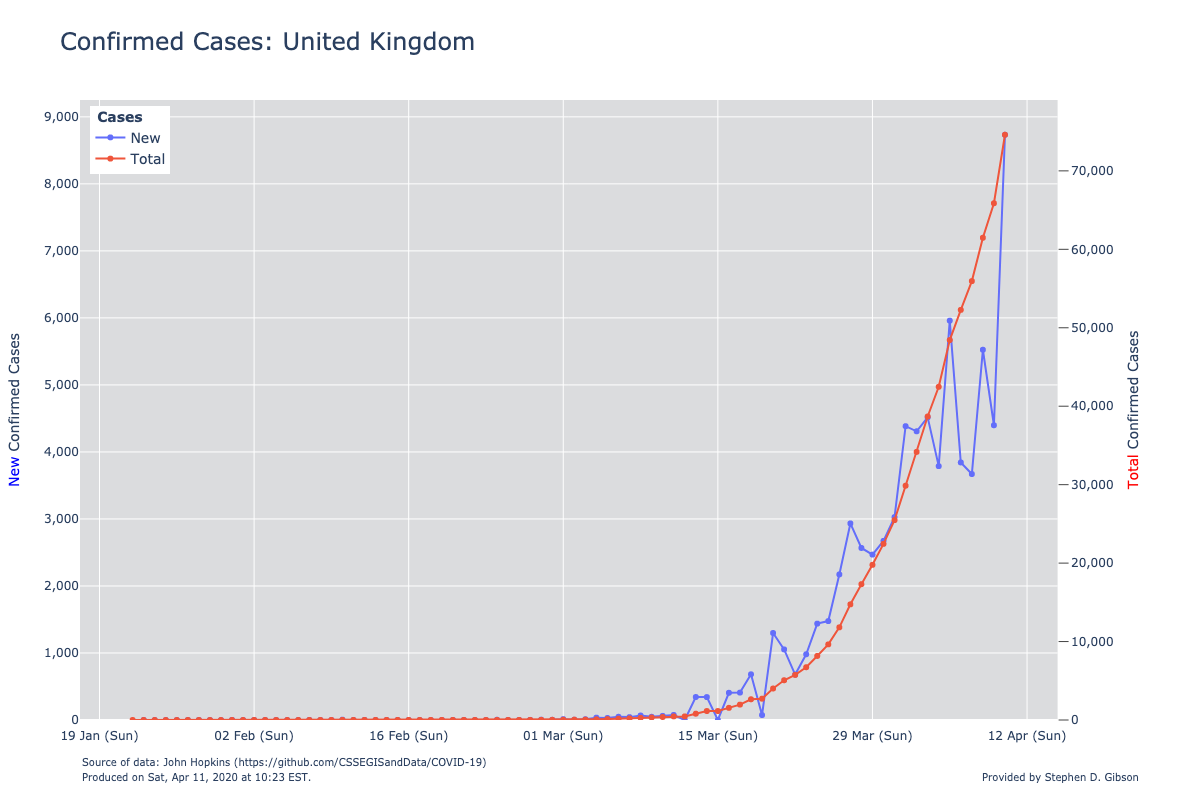 Confirmed Cases: United Kingdom
Cases
New
Total
9,000
8,000
7,000
6,000
5,000
4,000
3,000
2,000
1,000
0
New Confirmed Cases
70,000
60,000
50,000
40,000
30,000
20,000
10,000
0
Total Confirmed Cases
19 Jan (Sun) 02 Feb (Sun) 16 Feb (Sun) 01 Mar (Sun) 15 Mar (Sun) 29 Mar (Sun) 12 Apr (Sun)
Source of data: John Hopkins (https://github.com/CSSEGISandData/COVID-19)
Produced on Sat, Apr 11, 2020 at 10:23 EST.
Provided by Stephen D. Gibson